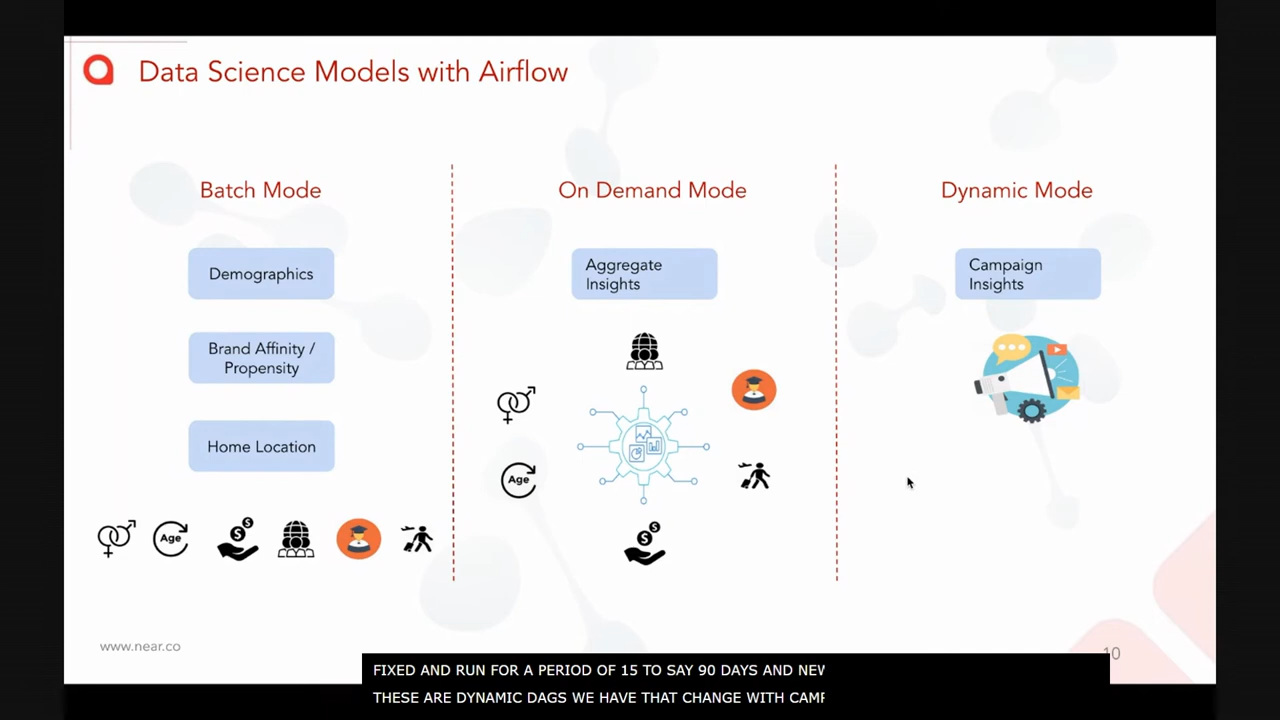 Data Science Models with Airflow
Batch Mode
Demographics
Brand Affinity /
Propensity
Home Location
Age
On Demand Mode
Aggregate
Insights
Age
Dynamic Mode
Campaign
Insights
www.near.co
10
FIXED AND RUN FOR A PERIOD OF 15 TO SAY 90 DAYS AND NEW
THESE ARE DYNAMIC DAGS WE HAVE THAT CHANGE WITH CAMP